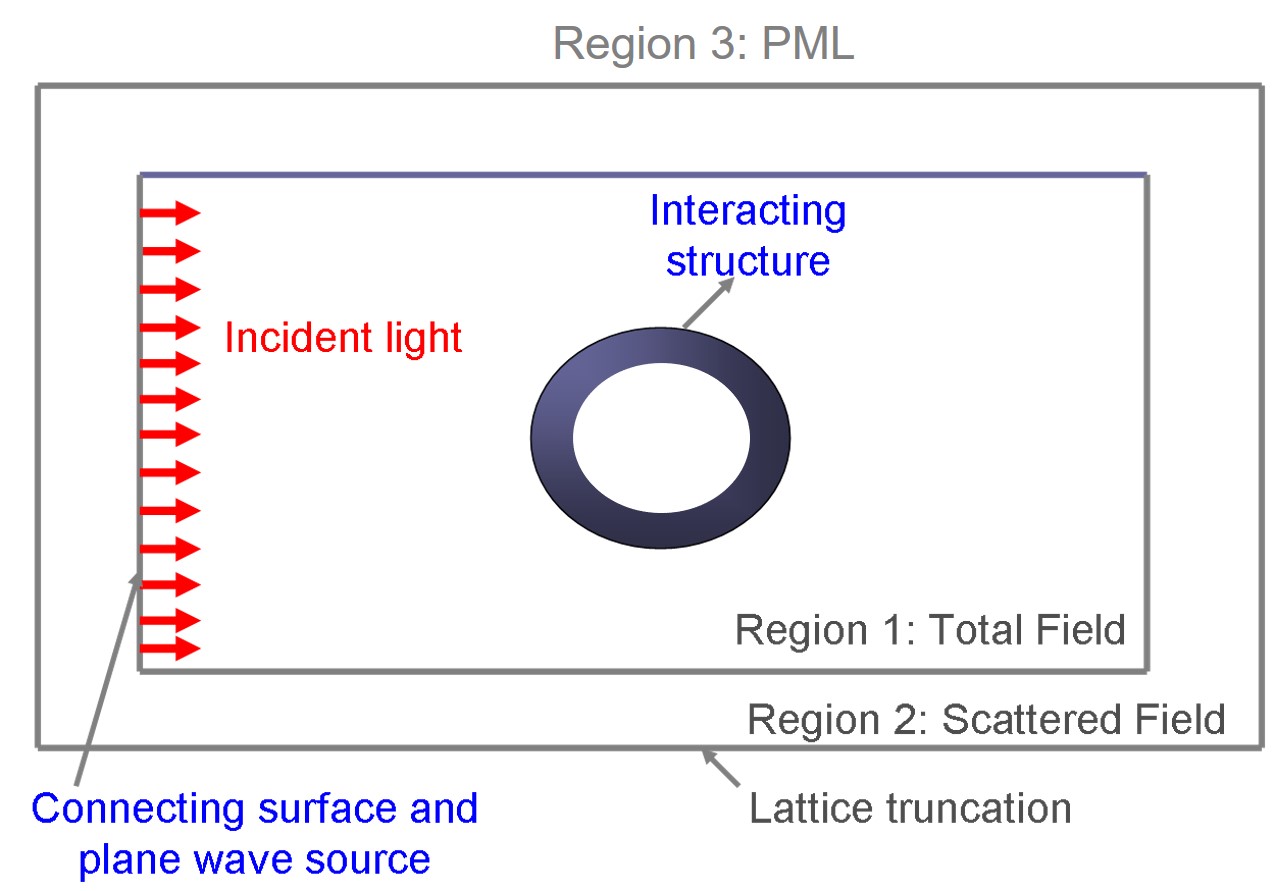 Region 3: PML
Interacting
structure
Incident light
Region 1: Total Field
Region 2: Scattered Field
Connecting surface and
plane wave source
Lattice truncation